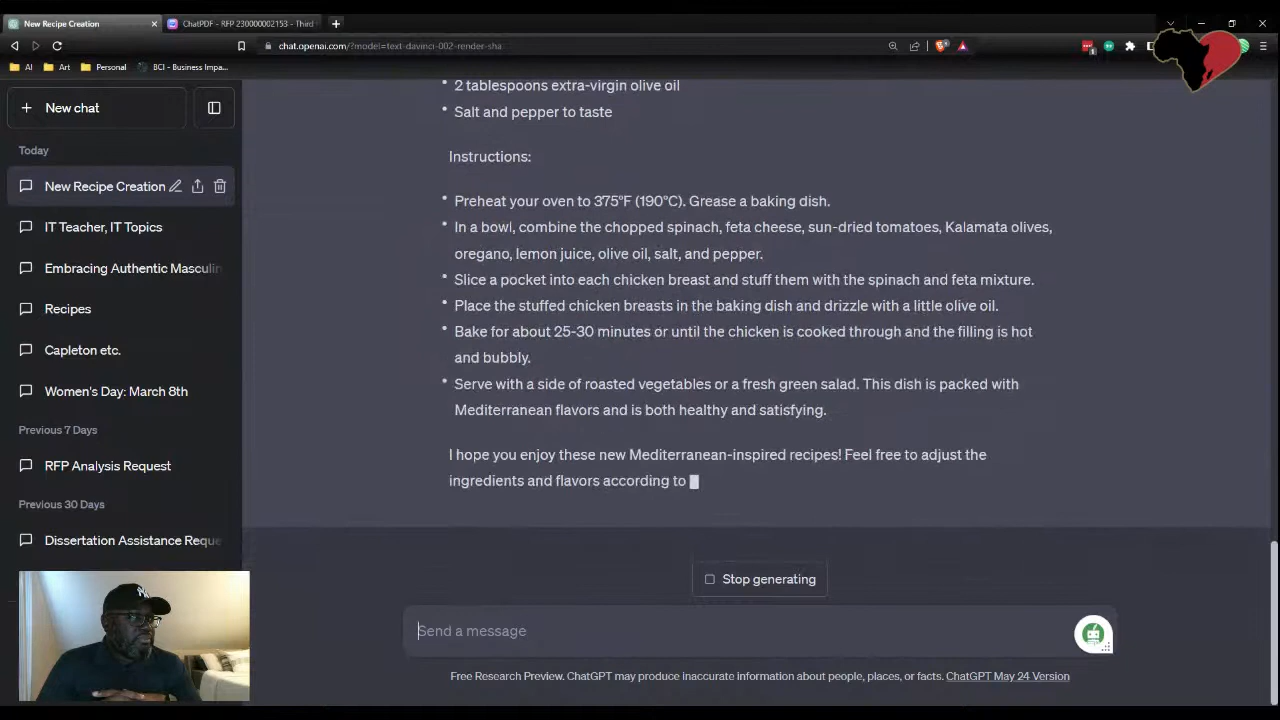 New Recipe Creation
ChatPDF - RFP 230000002153 - Third
chat.openai.com/?model=text-davinci-002-render-sha
AI
Art
Personal
BCI - Business Impa...
New chat
Today
New Recipe Creation
IT Teacher, IT Topics
Embracing Authentic Masculin
Recipes
Capleton etc.
Women's Day: March 8th
Previous 7 Days
RFP Analysis Request
Previous 30 Days
Dissertation Assistance Reque
• 2 tablespoons extra-virgin olive oil
• Salt and pepper to taste
Instructions:
• Preheat your oven to 375°F (190°C). Grease a baking dish.
• In a bowl, combine the chopped spinach, feta cheese, sun-dried tomatoes, Kalamata olives,
oregano, lemon juice, olive oil, salt, and pepper.
• Slice a pocket into each chicken breast and stuff them with the spinach and feta mixture.
• Place the stuffed chicken breasts in the baking dish and drizzle with a little olive oil.
• Bake for about 25-30 minutes or until the chicken is cooked through and the filling is hot
and bubbly.
• Serve with a side of roasted vegetables or a fresh green salad. This dish is packed with
Mediterranean flavors and is both healthy and satisfying.
I hope you enjoy these new Mediterranean-inspired recipes! Feel free to adjust the
ingredients and flavors according to
Stop generating
Send a message
Free Research Preview. ChatGPT may produce inaccurate information about people, places, or facts. ChatGPT May 24 Version